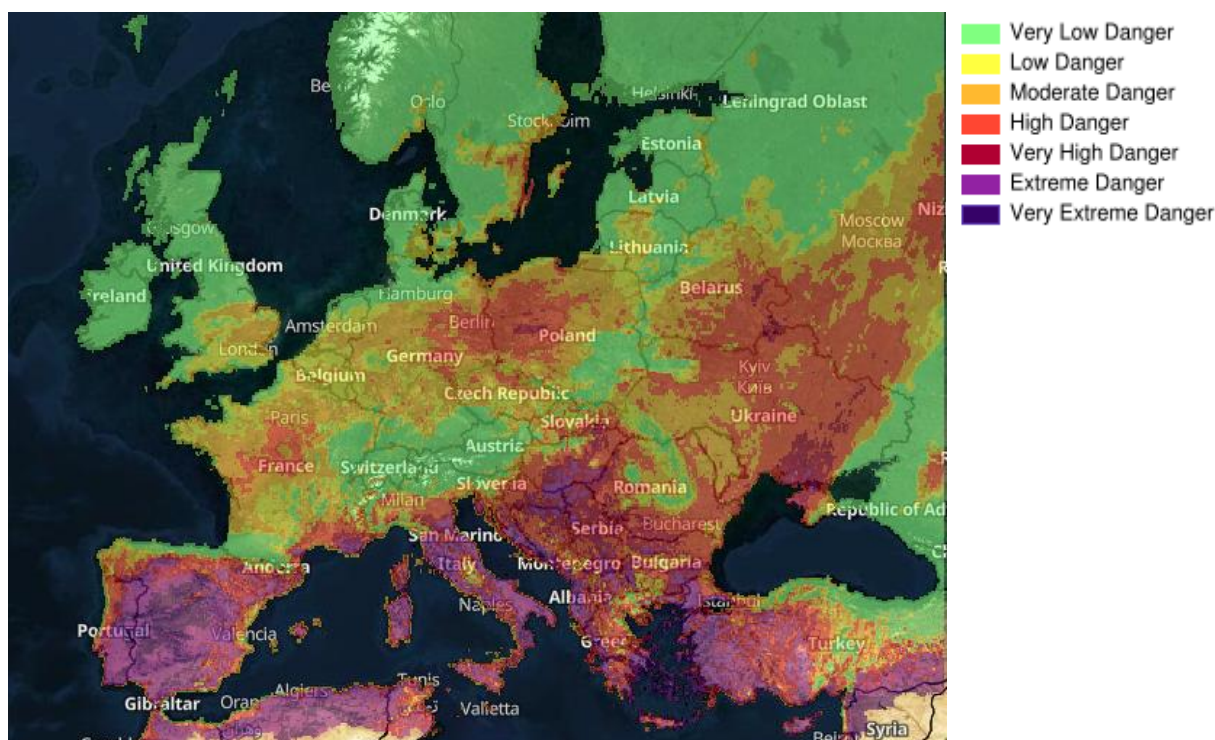 Oslo
Helsinki
Leningrad Oblast
Stockholm
Estonia
Latvia
Denmark
Moscow
Москва
Glasgow
Lithuania
United Kingdom
Belarus
Ireland
Hamburg
Amsterdam
Berlin
Poland
London
Germany
Belgium
Kyiv
Київ
Czech Republic
Paris
Slovakia
Ukraine
Austria
France
Switzerland
Slovenia
Romania
Milan
Republic of Ad
Serbia
Bucharest
San Marino
Andorra
Italy
Montenegro
Bulgaria
Albania
Istanbul
Naples
Portugal
Valencia
Greec
Turkey
Tunis
Algiers
Gibraltar
Oran
Valletta
Syria
Very Low Danger
Low Danger
Moderate Danger
High Danger
Very High Danger
Extreme Danger
Very Extreme Danger